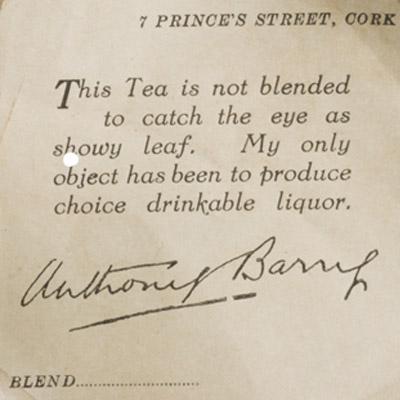 7 PRINCE'S STREET, CORK
This Tea is not blended
to catch the eye as
showy leaf. My only
object has been to produce
choice drinkable liquor.
Anthony Barry
BLEND..............................